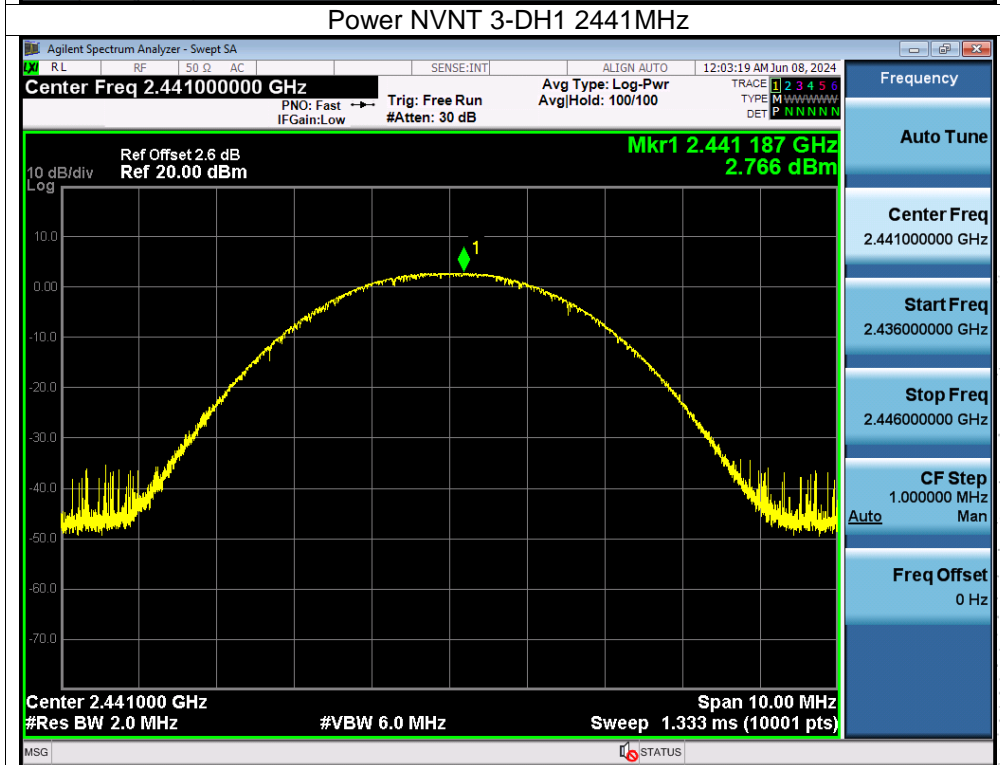 Power NVNT 3-DH1 2441MHz
Agilent Spectrum Analyzer - Swept SA
LXI RL RF 50 Ω AC SENSE:INT ALIGN AUTO 12:03:19 AM Jun 08, 2024
Center Freq 2.441000000 GHz
PNO: Fast
IFGain:Low
Trig: Free Run
#Atten: 30 dB
Avg Type: Log-Pwr
Avg|Hold: 100/100
TRACE 1 2 3 4 5 6
TYPE M W W W W W
DET P N N N N N
Frequency
Auto Tune
Center Freq
2.441000000 GHz
Start Freq
2.436000000 GHz
Stop Freq
2.446000000 GHz
CF Step
1.000000 MHz
Auto Man
Freq Offset
0 Hz
Mkr1 2.441 187 GHz
2.766 dBm
Ref Offset 2.6 dB
10 dB/div Ref 20.00 dBm
Log
1
10.0
0.00
-10.0
-20.0
-30.0
-40.0
-50.0
-60.0
-70.0
Center 2.441000 GHz Span 10.00 MHz
#Res BW 2.0 MHz #VBW 6.0 MHz Sweep 1.333 ms (10001 pts)
MSG STATUS